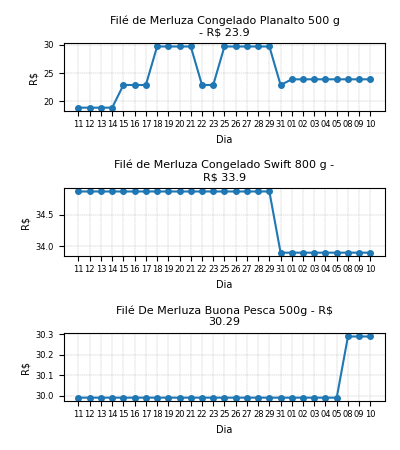 Filé de Merluza Congelado Planalto 500 g
- R$ 23.9
30
25
20
R$
11 12 13 14 15 16 17 18 19 20 21 22 23 25 26 27 28 29 30 31 01 02 03 04 05 08 09 10
Dia
Filé de Merluza Congelado Swift 800 g -
R$ 33.9
34.5
34.0
R$
11 12 13 14 15 16 17 18 19 20 21 22 23 25 26 27 28 29 30 31 01 02 03 04 05 08 09 10
Dia
Filé De Merluza Buona Pesca 500g - R$
30.29
30.3
30.2
30.1
30.0
R$
11 12 13 14 15 16 17 18 19 20 21 22 23 25 26 27 28 29 30 31 01 02 03 04 05 08 09 10
Dia